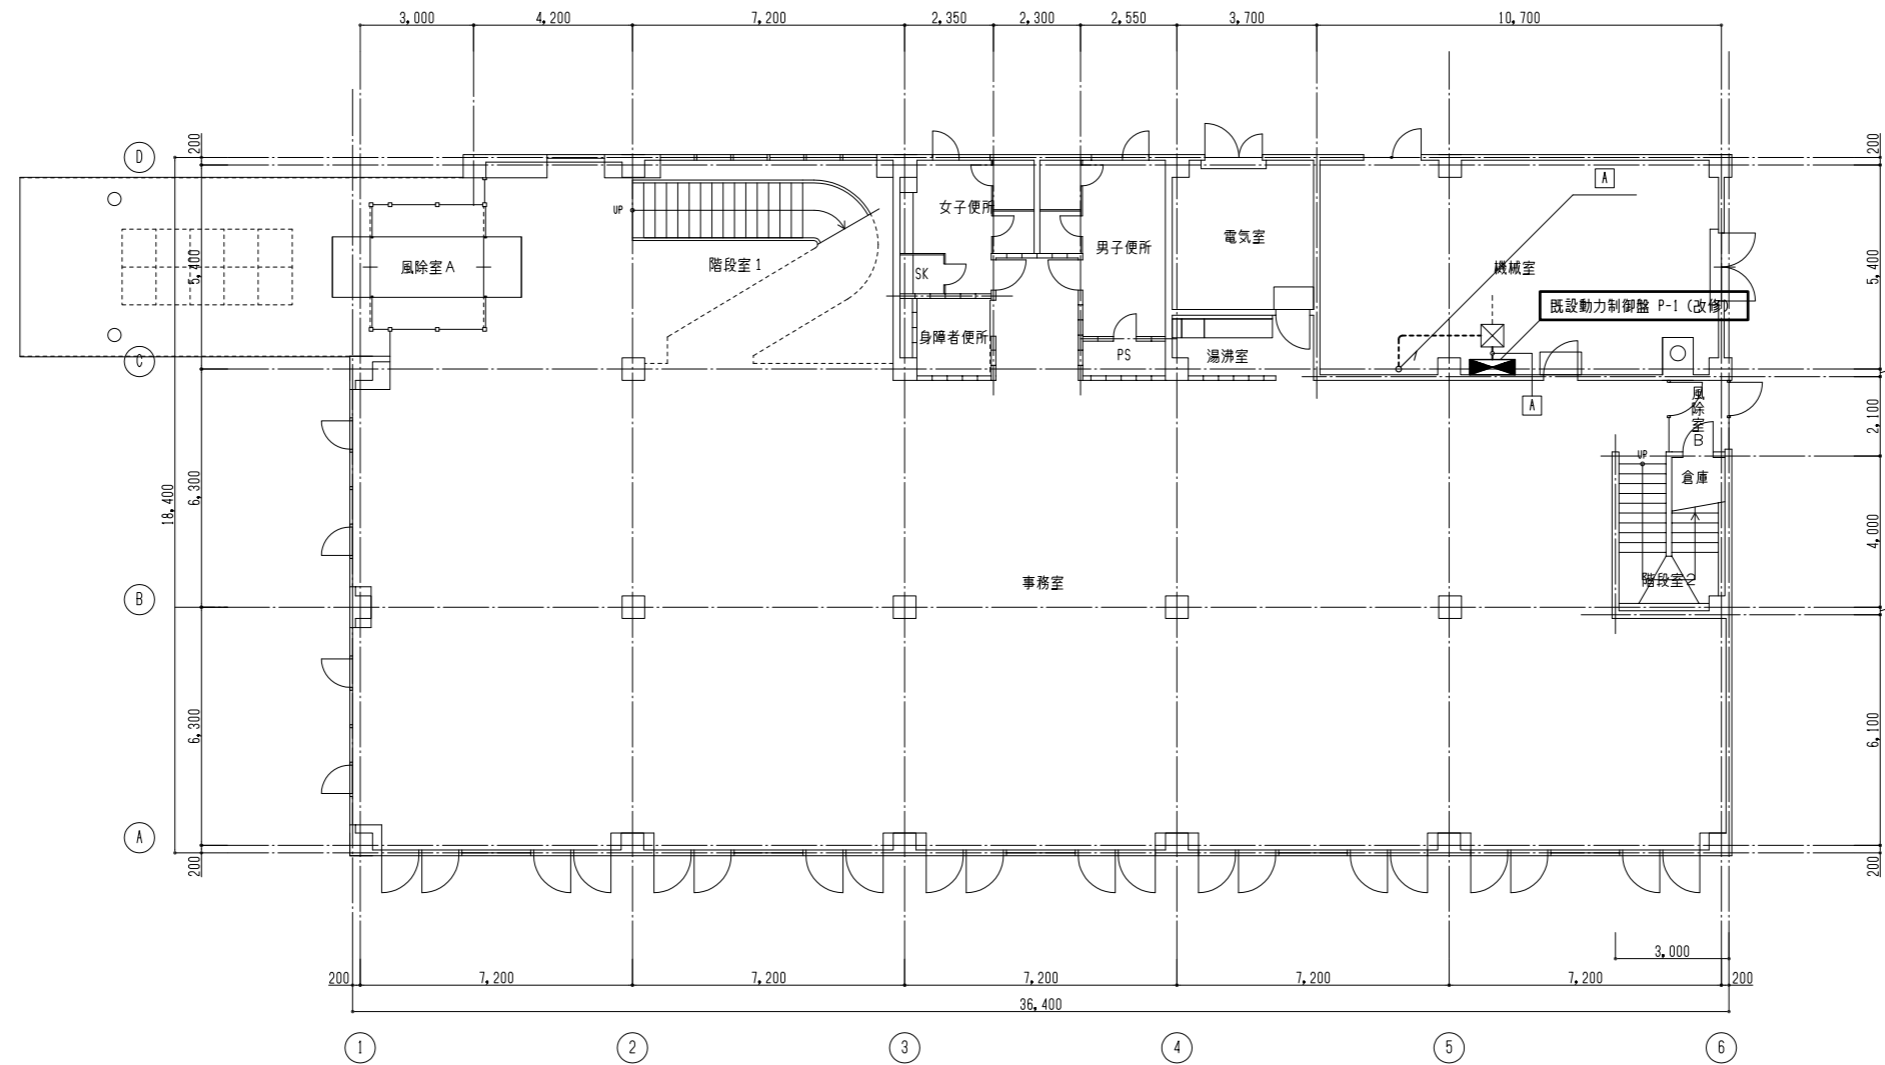 3,000 4,200 7,200 2,350 2,300 2,550 3,700 10,700
D 200 200
A
UP 女子便所
電気室
男子便所
風除室A 階段室1 SK 機械室
5,400 5,400
既設動力制御盤 P-1 (改修)
身障者便所
C PS 湯沸室
A
風除室B 2,100
UP
倉庫
6,300
18,400 4,000
階段室2
事務室
B
6,300 6,100
A
200 200
3,000
200 7,200 7,200 7,200 7,200 7,200 200
36,400
1 2 3 4 5 6